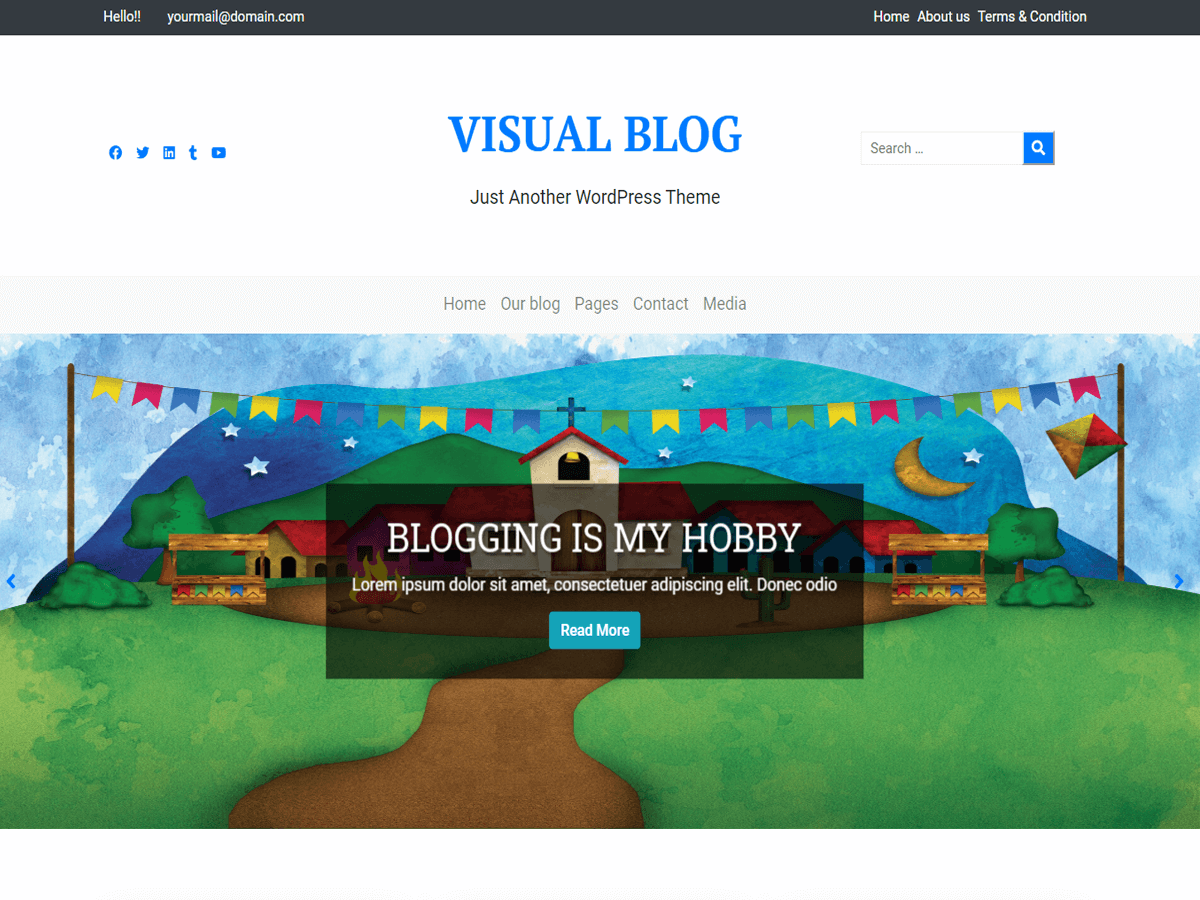 Hello!! yourmail@domain.com Home About us Terms & Condition
VISUAL BLOG
Search ...
Just Another WordPress Theme
Home Our blog Pages Contact Media
BLOGGING IS MY HOBBY
Lorem ipsum dolor sit amet, consectetuer adipiscing elit. Donec odio
Read More